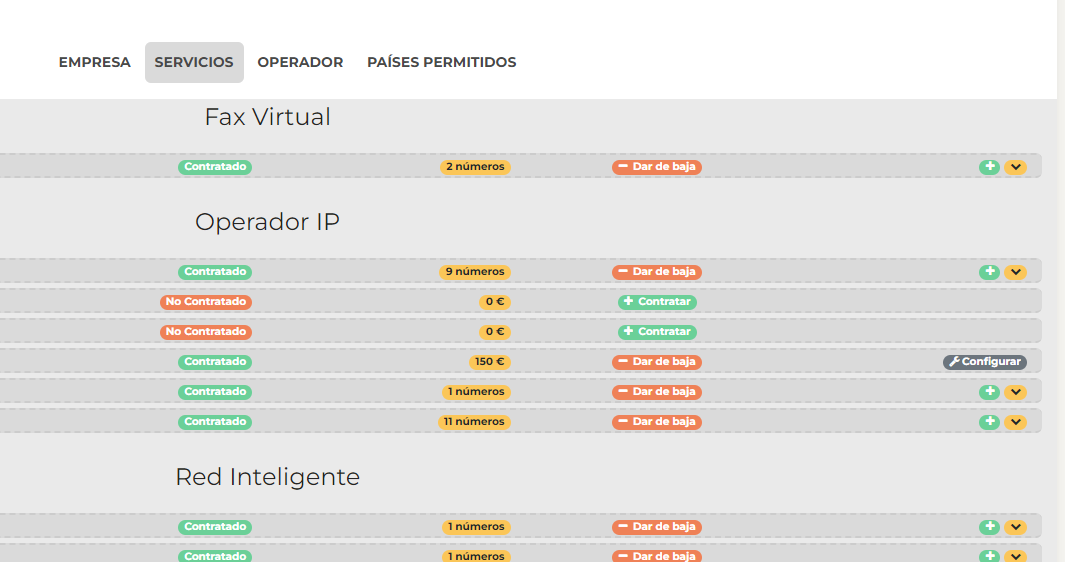 EMPRESA SERVICIOS OPERADOR PAÍSES PERMITIDOS
Fax Virtual
Contratado 2 números Dar de baja
Operador IP
Contratado 9 números Dar de baja
No Contratado 0 € Contratar
No Contratado 0 € Contratar
Contratado 150 € Dar de baja Configurar
Contratado 1 números Dar de baja
Contratado 11 números Dar de baja
Red Inteligente
Contratado 1 números Dar de baja
Contratado 1 números Dar de baja